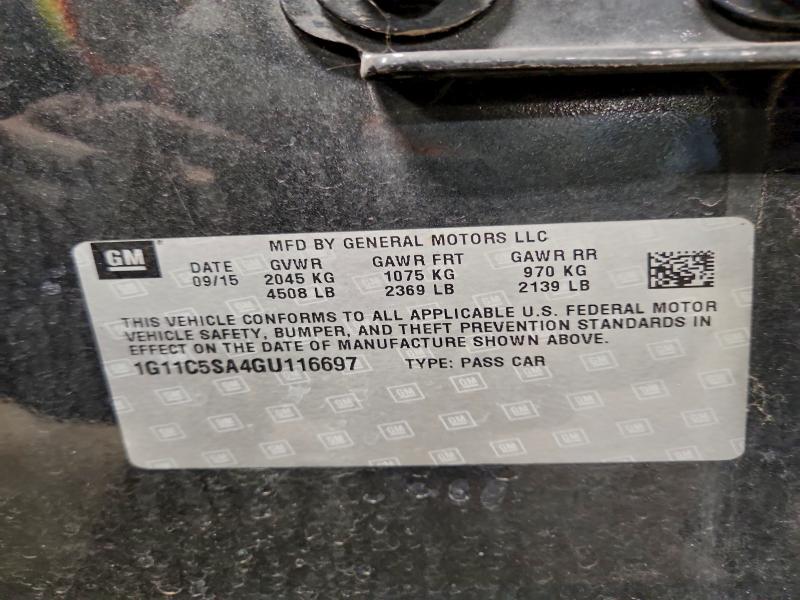 GM
MFD BY GENERAL MOTORS LLC
DATE GVWR GAWR FRT GAWR RR
09/15 2045 KG 1075 KG 970 KG
4508 LB 2369 LB 2139 LB
THIS VEHICLE CONFORMS TO ALL APPLICABLE U.S. FEDERAL MOTOR
VEHICLE SAFETY, BUMPER, AND THEFT PREVENTION STANDARDS IN
EFFECT ON THE DATE OF MANUFACTURE SHOWN ABOVE.
1G11C5SA4GU116697 TYPE: PASS CAR